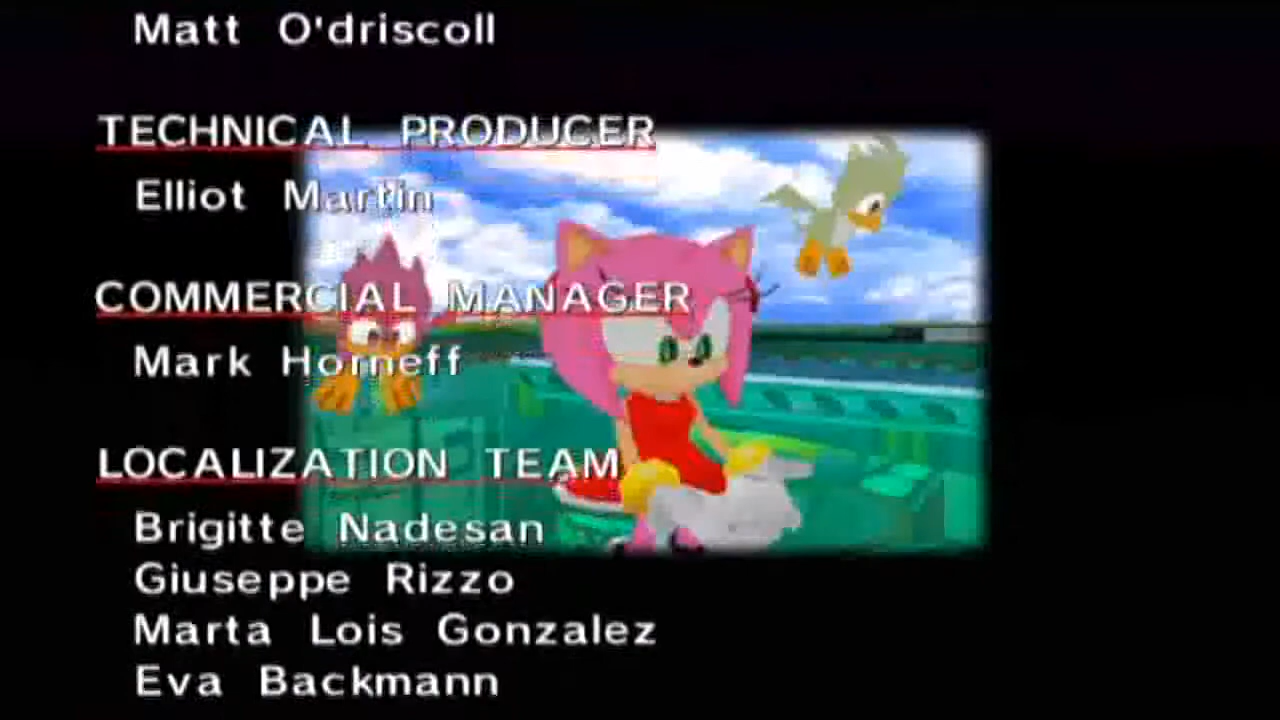 Matt O'driscoll
TECHNICAL PRODUCER
Elliot Martin
COMMERCIAL MANAGER
Mark Horneff
LOCALIZATION TEAM
Brigitte Nadesan
Giuseppe Rizzo
Marta Lois Gonzalez
Eva Backmann